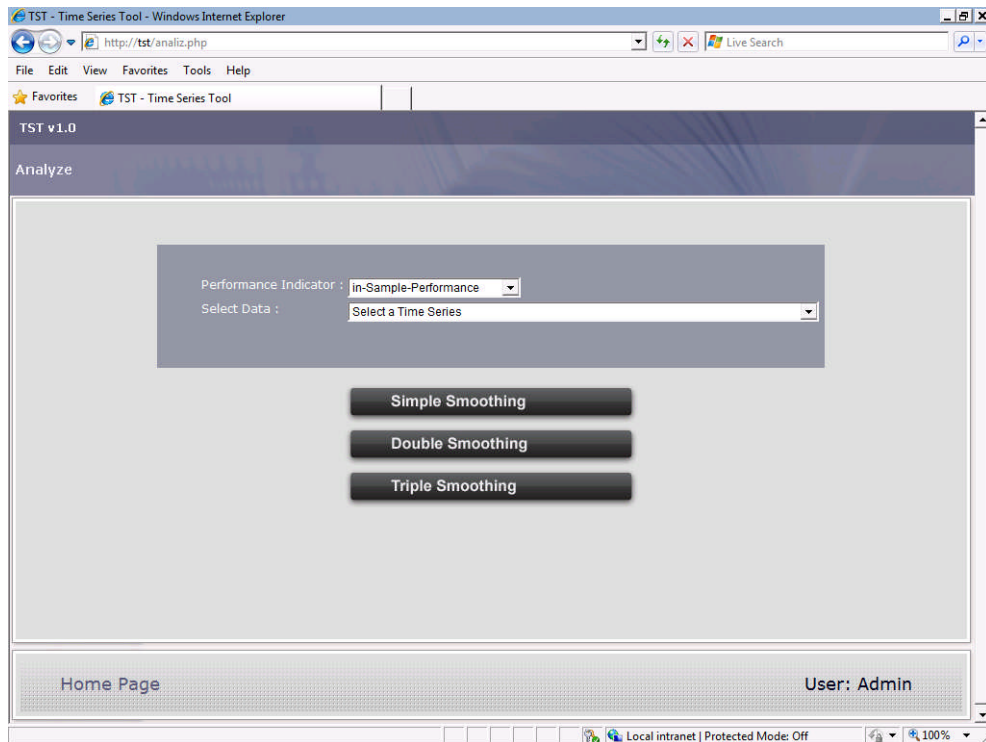 TST - Time Series Tool - Windows Internet Explorer
http://tst/analiz.php
Live Search
File Edit View Favorites Tools Help
Favorites TST - Time Series Tool
TST v1.0
Analyze
Performance Indicator : in-Sample-Performance
Select Data : Select a Time Series
Simple Smoothing
Double Smoothing
Triple Smoothing
Home Page User: Admin
Local intranet | Protected Mode: Off 100%